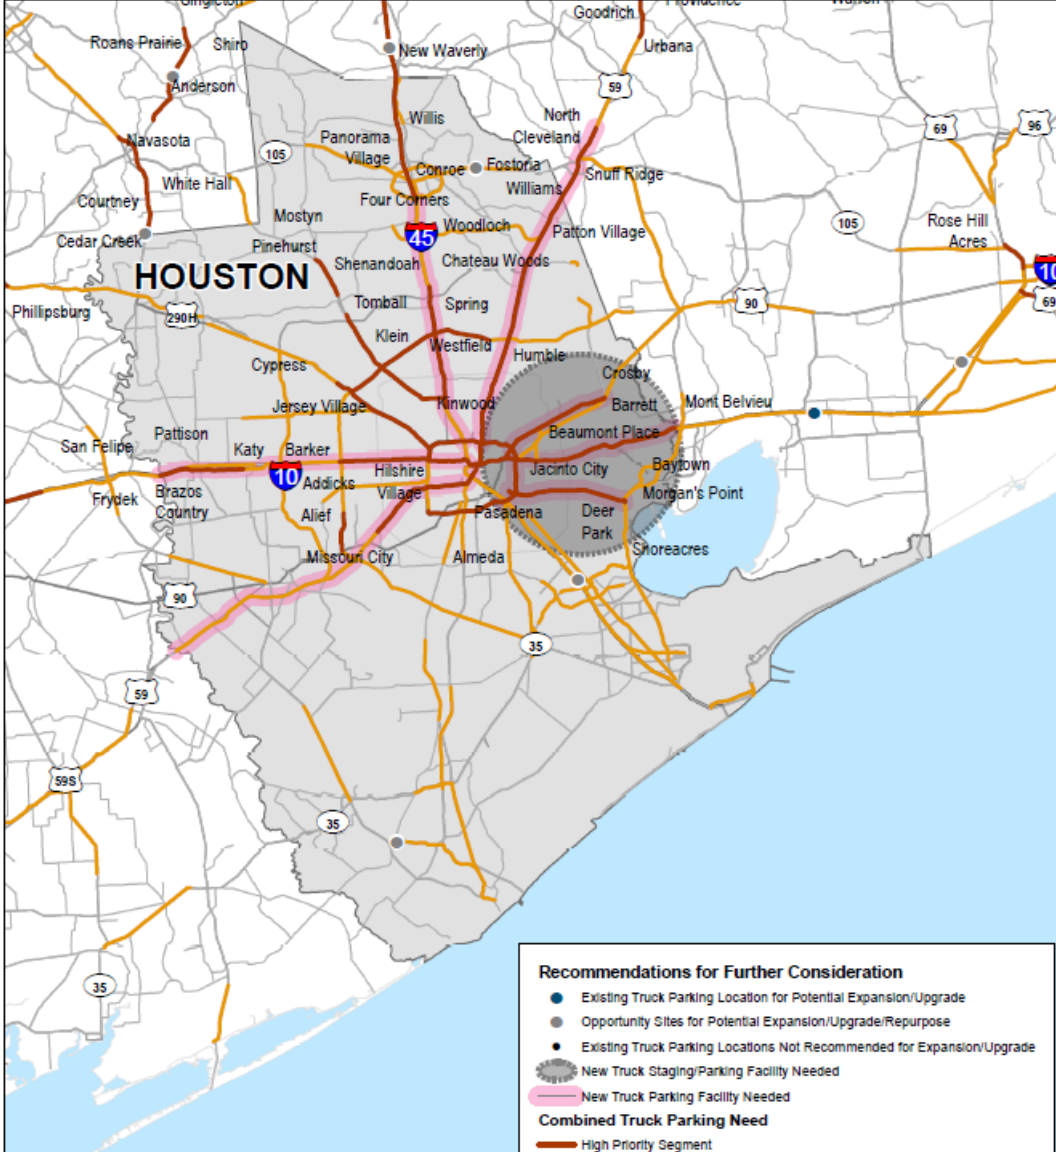 Singleton
Providence
Warren
Goodrich
Roans Prairie
Shiro
New Waverly
Urbana
Anderson
59
Willis
North
Cleveland
69
96
Navasota
Panorama
Village
105
Conroe
Fostoria
White Hall
Williams
Snuff Ridge
Courtney
Four Corners
Mostyn
45
Woodloch
Patton Village
105
Rose Hill
Acres
Cedar Creek
Pinehurst
Shenandoah
Chateau Woods
10
HOUSTON
Tomball
Spring
90
69
Phillipsburg
290H
Klein
Westfield
Humble
Cypress
Crosby
Jersey Village
Kinwood
Barrett
Mont Belvieu
Pattison
Beaumont Place
San Felipe
Katy
Barker
Hilshire
Village
Jacinto City
Baytown
10
Addicks
Frydek
Brazos
Country
Morgan's Point
Alief
Pasadena
Deer
Park
Missouri City
Almeda
Shoreacres
90
35
59
59S
35
35
Recommendations for Further Consideration
Existing Truck Parking Location for Potential Expansion/Upgrade
Opportunity Sites for Potential Expansion/Upgrade/Repurpose
Existing Truck Parking Locations Not Recommended for Expansion/Upgrade
New Truck Staging/Parking Facility Needed
New Truck Parking Facility Needed
Combined Truck Parking Need
High Priority Segment